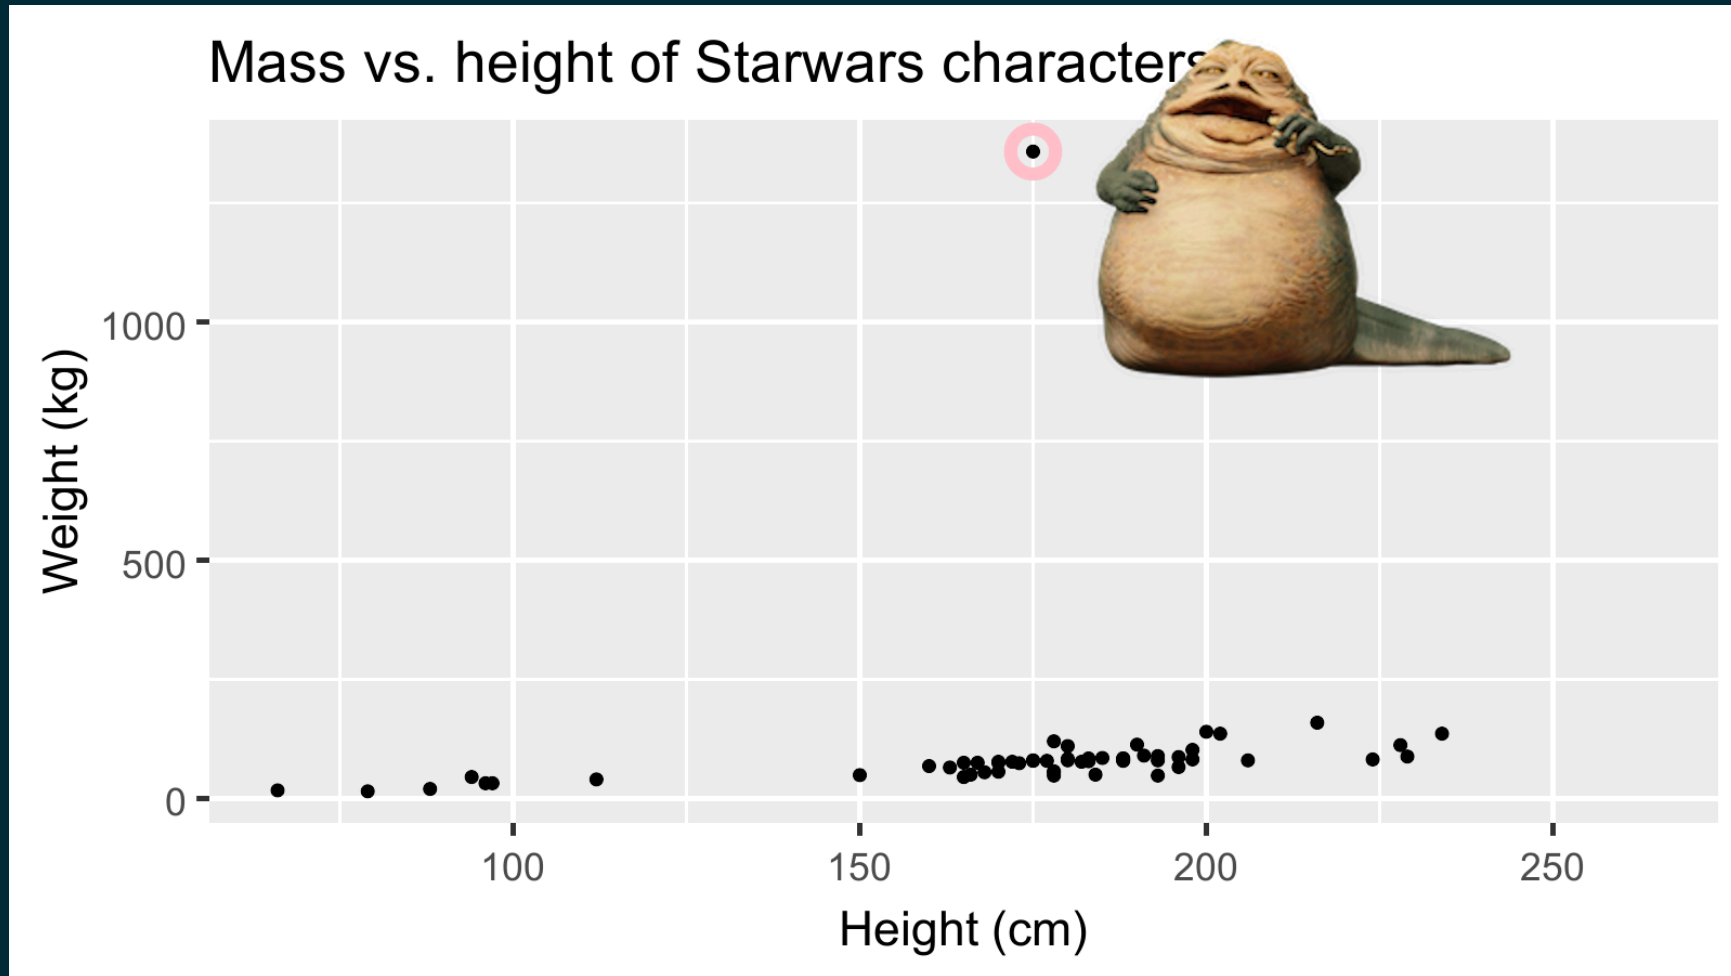 Mass vs. height of Starwars characters
1000
500
0
Weight (kg)
100 150 200 250
Height (cm)